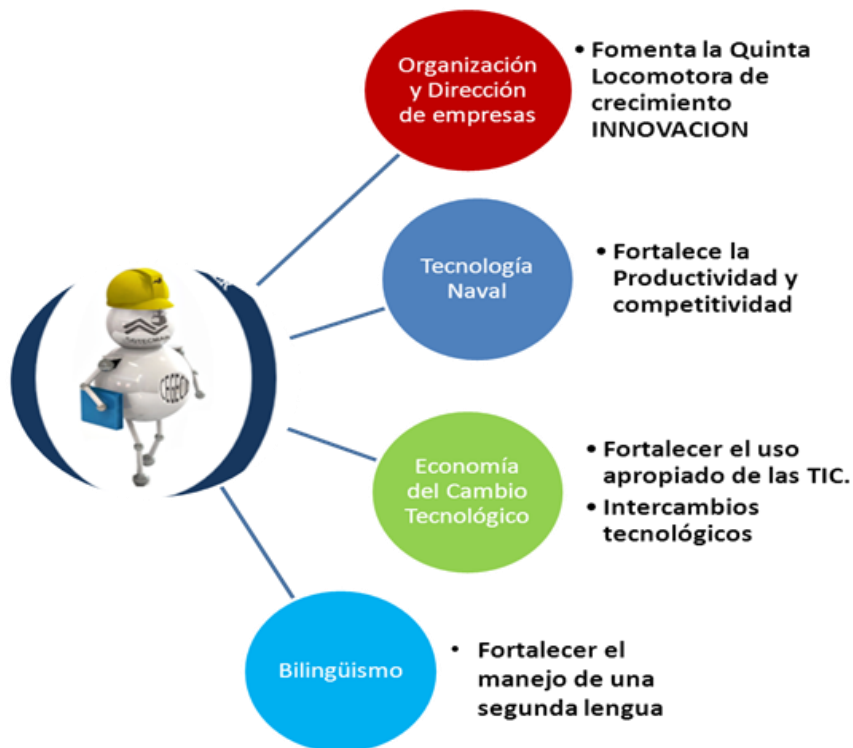 Organización
y Dirección
de empresas
• Fomenta la Quinta
Locomotora de
crecimiento
INNOVACION
Tecnología
Naval
• Fortalece la
Productividad y
competitividad
COTECMAR
CEGECO
Economía
del Cambio
Tecnológico
• Fortalecer el uso
apropiado de las TIC.
• Intercambios
tecnológicos
Bilingüismo
• Fortalecer el
manejo de una
segunda lengua